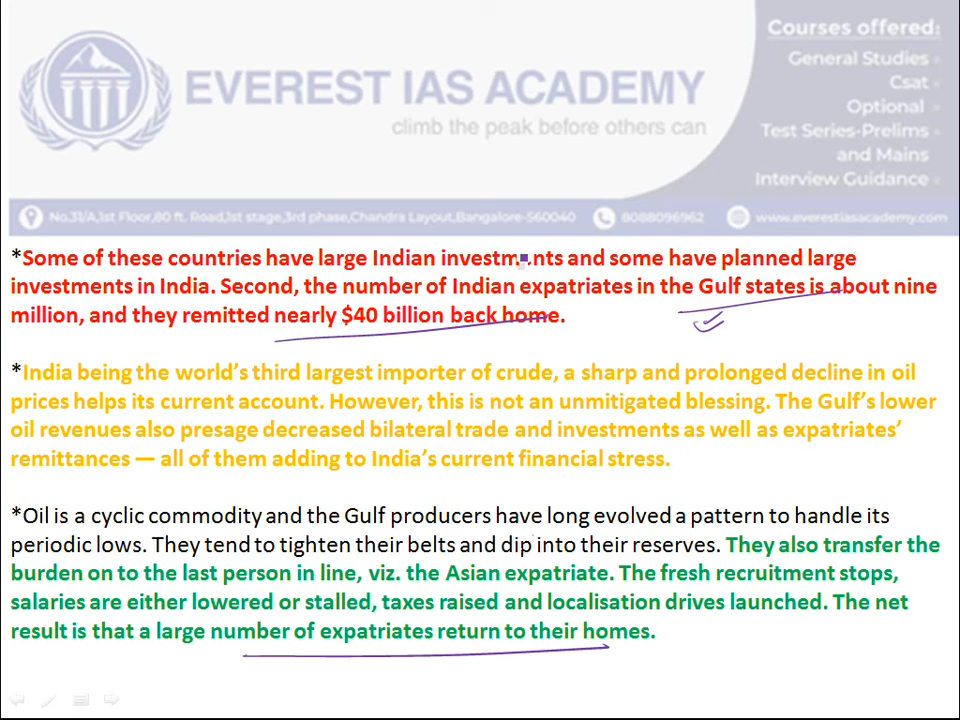 EVEREST IAS ACADEMY
climb the peak before others can
Courses offered:
General Studies
Csat
Optional
Test Series-Prelims
and Mains
Interview Guidance
No.31/A,1st Floor,80 ft. Road,1st stage,3rd phase,Chandra Layout,Bangalore-560040
8088096962
www.everestiasacademy.com
*Some of these countries have large Indian investments and some have planned large
investments in India. Second, the number of Indian expatriates in the Gulf states is about nine
million, and they remitted nearly $40 billion back home.
*India being the world’s third largest importer of crude, a sharp and prolonged decline in oil
prices helps its current account. However, this is not an unmitigated blessing. The Gulf’s lower
oil revenues also presage decreased bilateral trade and investments as well as expatriates’
remittances — all of them adding to India’s current financial stress.
*Oil is a cyclic commodity and the Gulf producers have long evolved a pattern to handle its
periodic lows. They tend to tighten their belts and dip into their reserves. They also transfer the
burden on to the last person in line, viz. the Asian expatriate. The fresh recruitment stops,
salaries are either lowered or stalled, taxes raised and localisation drives launched. The net
result is that a large number of expatriates return to their homes.